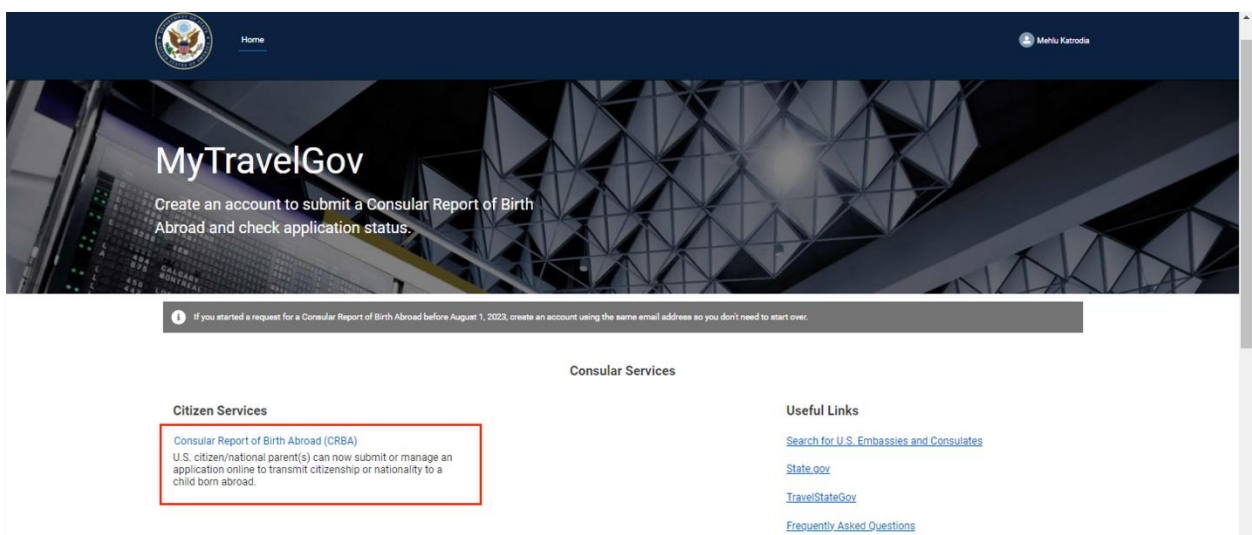 Home
Mehlu Katrodia
MyTravelGov
Create an account to submit a Consular Report of Birth
Abroad and check application status.
CALGARY
MONTREAL
If you started a request for a Consular Report of Birth Abroad before August 1, 2023, create an account using the same email address so you don't need to start over.
Consular Services
Citizen Services
Consular Report of Birth Abroad (CRBA)
U.S. citizen/national parent(s) can now submit or manage an
application online to transmit citizenship or nationality to a
child born abroad.
Useful Links
Search for U.S. Embassies and Consulates
State.gov
TravelStateGov
Frequently Asked Questions